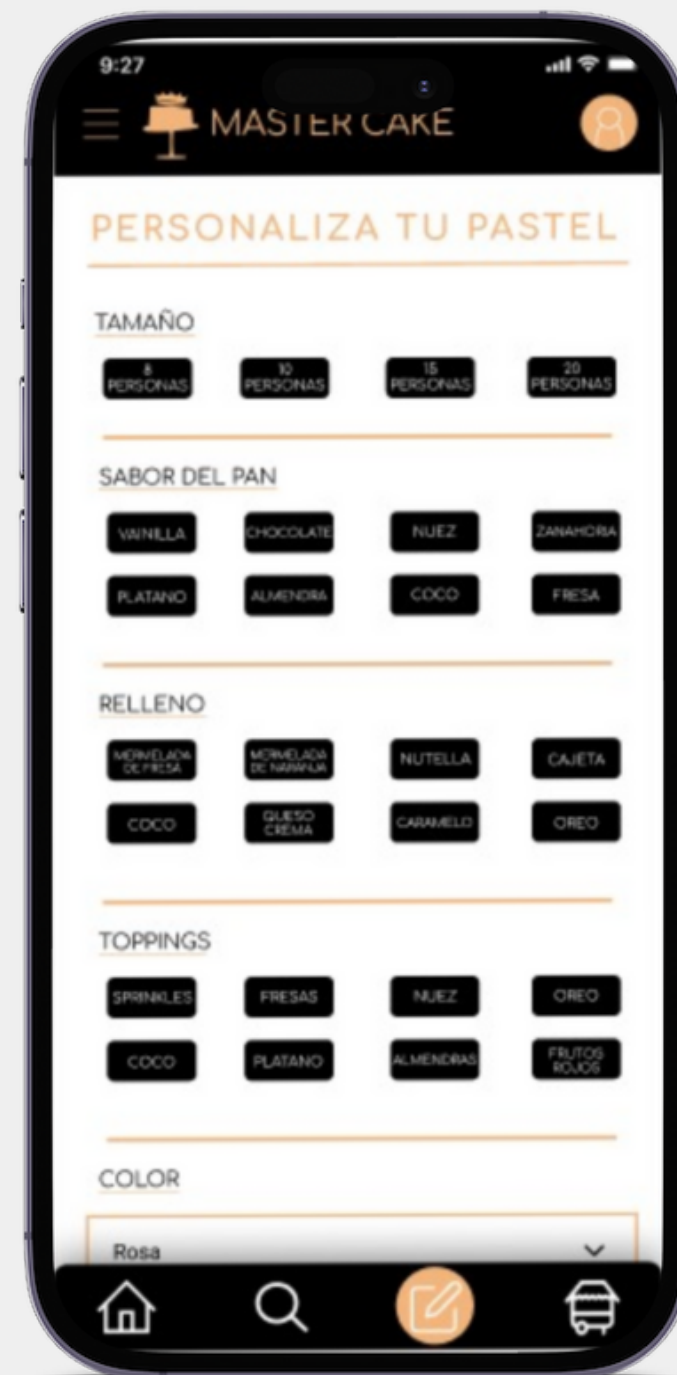 9:27
MASTER CAKE
PERSONALIZA TU PASTEL
TAMAÑO
8
PERSONAS
10
PERSONAS
15
PERSONAS
20
PERSONAS
SABOR DEL PAN
VAINILLA
CHOCOLATE
NUEZ
ZANAHORIA
PLATANO
ALMENDRA
COCO
FRESA
RELLENO
MERMELADA
DE FRESA
MERMELADA
DE NARANJA
NUTELLA
CAJETA
COCO
QUESO
CREMA
CARAMELO
OREO
TOPPINGS
SPRINKLES
FRESAS
NUEZ
OREO
COCO
PLATANO
ALMENDRAS
FRUTOS
ROJOS
COLOR
Rosa